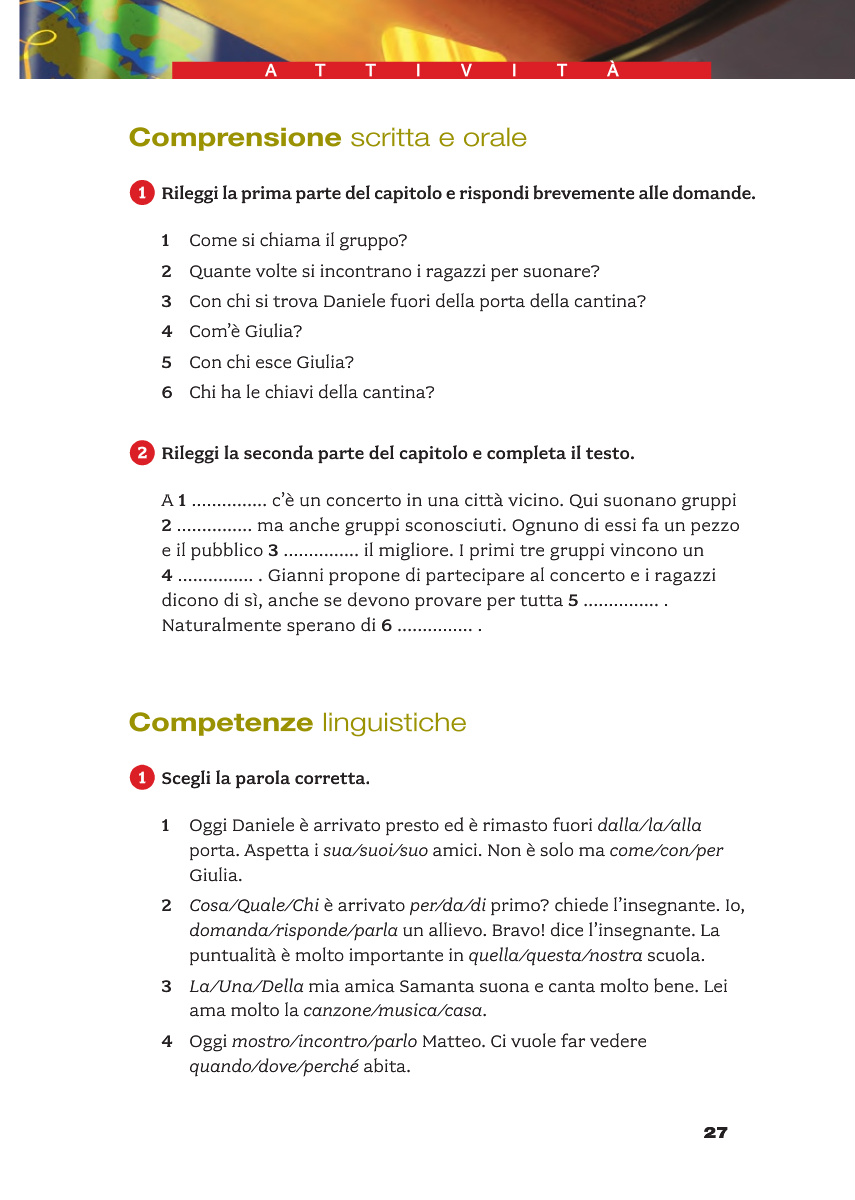 ATTIVITÀ
Comprensione scritta e orale
1 Rileggi la prima parte del capitolo e rispondi brevemente alle domande.
1 Come si chiama il gruppo?
2 Quante volte si incontrano i ragazzi per suonare?
3 Con chi si trova Daniele fuori della porta della cantina?
4 Com’è Giulia?
5 Con chi esce Giulia?
6 Chi ha le chiavi della cantina?
2 Rileggi la seconda parte del capitolo e completa il testo.
A 1 ............... c’è un concerto in una città vicino. Qui suonano gruppi
2 ............... ma anche gruppi sconosciuti. Ognuno di essi fa un pezzo
e il pubblico 3 ............... il migliore. I primi tre gruppi vincono un
4 ............... . Gianni propone di partecipare al concerto e i ragazzi
dicono di sì, anche se devono provare per tutta 5 ............... .
Naturalmente sperano di 6 ............... .
Competenze linguistiche
1 Scegli la parola corretta.
1 Oggi Daniele è arrivato presto ed è rimasto fuori dalla/la/alla
porta. Aspetta i sua/suoi/suo amici. Non è solo ma come/con/per
Giulia.
2 Cosa/Quale/Chi è arrivato per/da/di primo? chiede l’insegnante. Io,
domanda/risponde/parla un allievo. Bravo! dice l’insegnante. La
puntualità è molto importante in quella/questa/nostra scuola.
3 La/Una/Della mia amica Samanta suona e canta molto bene. Lei
ama molto la canzone/musica/casa.
4 Oggi mostro/incontro/parlo Matteo. Ci vuole far vedere
quando/dove/perché abita.
27